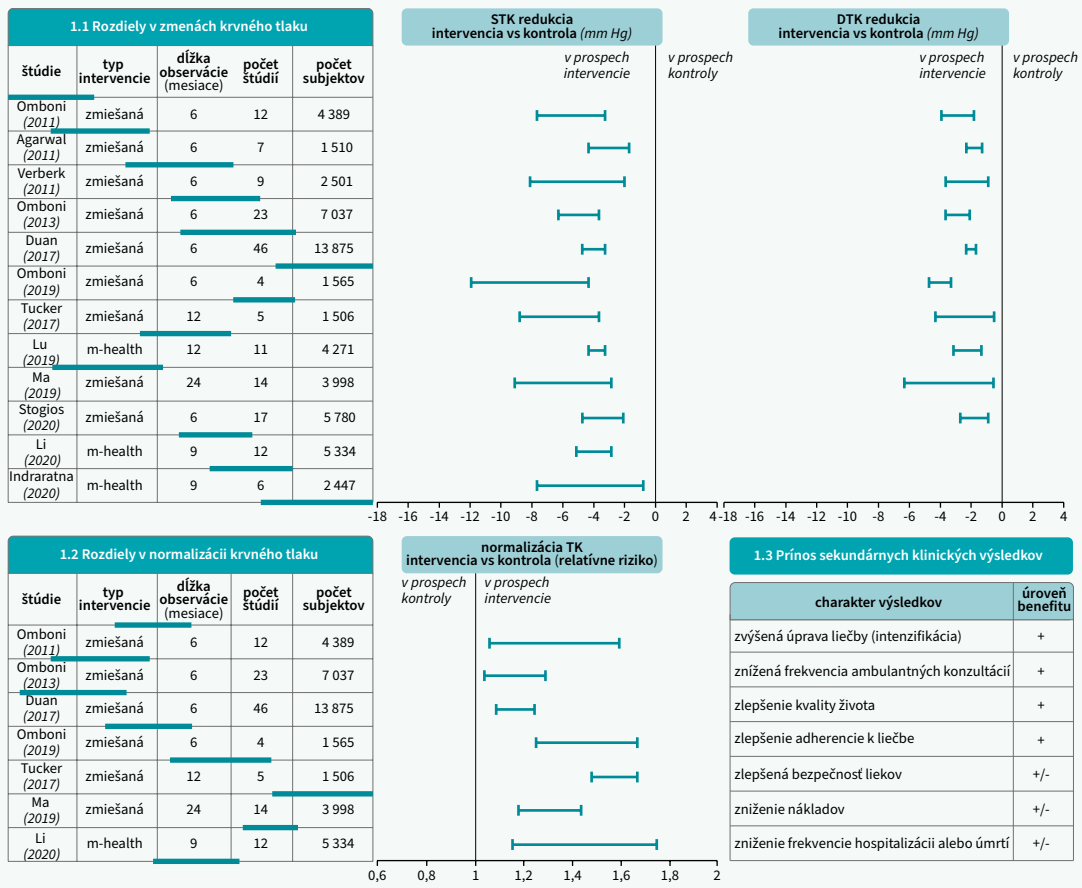 1.1 Rozdiely v zmenách krvného tlaku
štúdie
typ
intervencie
dĺžka
observácie
(mesiace)
počet
štúdií
počet
subjektov
Omboni
(2011)
zmiešaná
6
12
4 389
Agarwal
(2011)
zmiešaná
6
7
1 510
Verberk
(2011)
zmiešaná
6
9
2 501
Omboni
(2013)
zmiešaná
6
23
7 037
Duan
(2017)
zmiešaná
6
46
13 875
Omboni
(2019)
zmiešaná
6
4
1 565
Tucker
(2017)
zmiešaná
12
5
1 506
Lu
(2019)
m-health
12
11
4 271
Ma
(2019)
zmiešaná
24
14
3 998
Stogios
(2020)
zmiešaná
6
17
5 780
Li
(2020)
m-health
9
12
5 334
Indraratna
(2020)
m-health
9
6
2 447
STK redukcia
intervencia vs kontrola (mm Hg)
v prospech
intervencie
v prospech
kontroly
-18 -16 -14 -12 -10 -8 -6 -4 -2 0 2 4
DTK redukcia
intervencia vs kontrola (mm Hg)
v prospech
intervencie
v prospech
kontroly
-18 -16 -14 -12 -10 -8 -6 -4 -2 0 2 4
1.2 Rozdiely v normalizácii krvného tlaku
štúdie
typ
intervencie
dĺžka
observácie
(mesiace)
počet
štúdií
počet
subjektov
Omboni
(2011)
zmiešaná
6
12
4 389
Omboni
(2013)
zmiešaná
6
23
7 037
Duan
(2017)
zmiešaná
6
46
13 875
Omboni
(2019)
zmiešaná
6
4
1 565
Tucker
(2017)
zmiešaná
12
5
1 506
Ma
(2019)
zmiešaná
24
14
3 998
Li
(2020)
m-health
9
12
5 334
normalizácia TK
intervencia vs kontrola (relatívne riziko)
v prospech
kontroly
v prospech
intervencie
0,6 0,8 1 1,2 1,4 1,6 1,8 2
1.3 Prínos sekundárnych klinických výsledkov
charakter výsledkov
úroveň
benefitu
zvýšená úprava liečby (intenzifikácia)
+
znížená frekvencia ambulantných konzultácií
+
zlepšenie kvality života
+
zlepšenie adherencie k liečbe
+
zlepšená bezpečnosť liekov
+/-
zniženie nákladov
+/-
zniženie frekvencie hospitalizácii alebo úmrtí
+/-